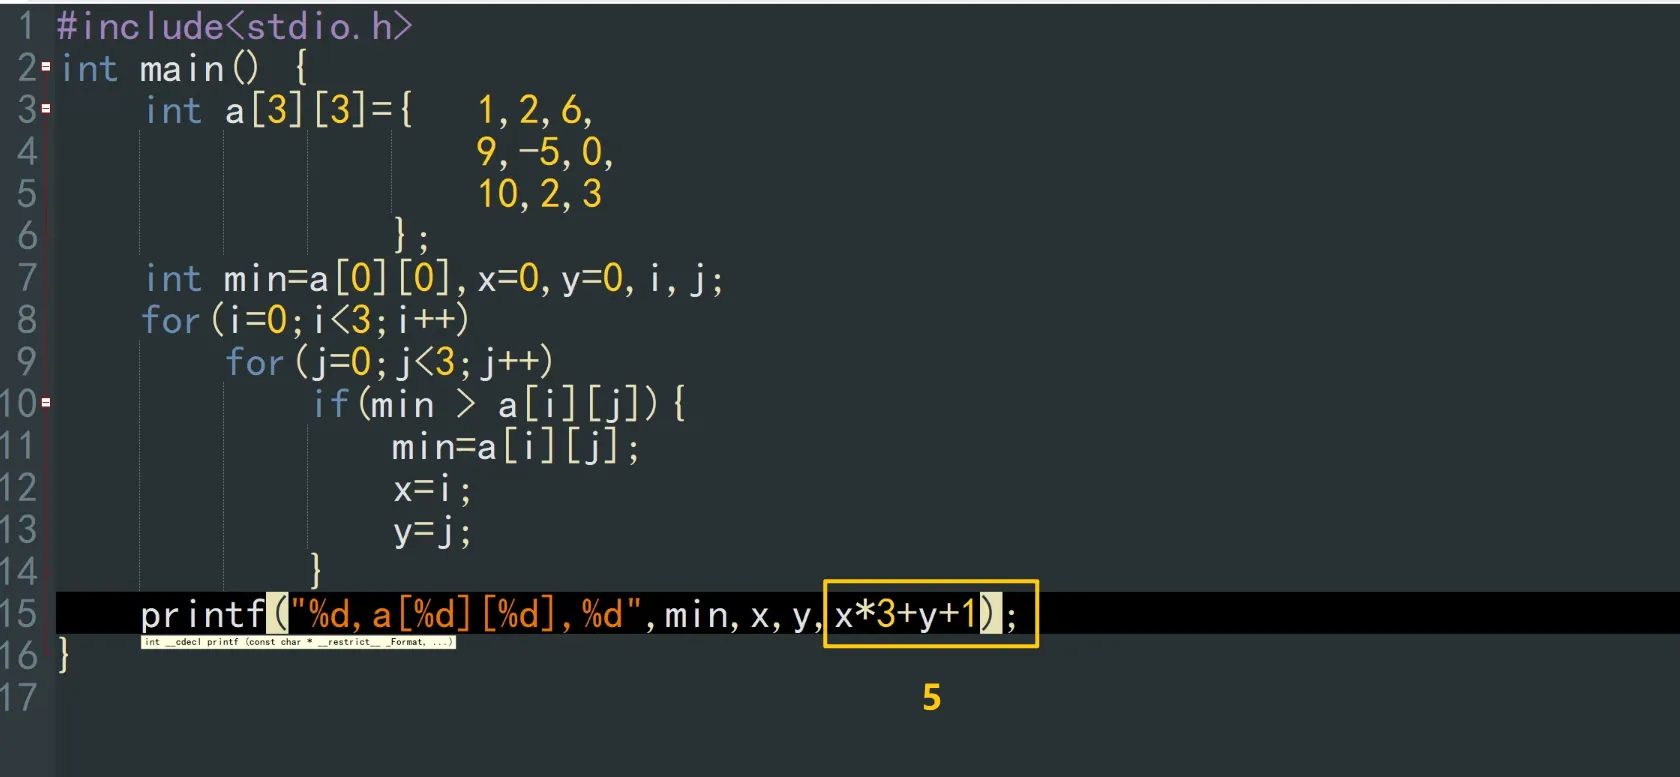 1 #include<stdio.h>
2 int main() {
3 int a[3][3]={ 1,2,6,
4 9,-5,0,
5 10,2,3
6 };
7 int min=a[0][0],x=0,y=0,i,j;
8 for(i=0;i<3;i++)
9 for(j=0;j<3;j++)
10 if(min > a[i][j]){
11 min=a[i][j];
12 x=i;
13 y=j;
14 }
15 printf("%d,a[%d][%d],%d",min,x,y,x*3+y+1);
int __cdecl printf (const char * __restrict__ _Format, ...)
16 }
17
5